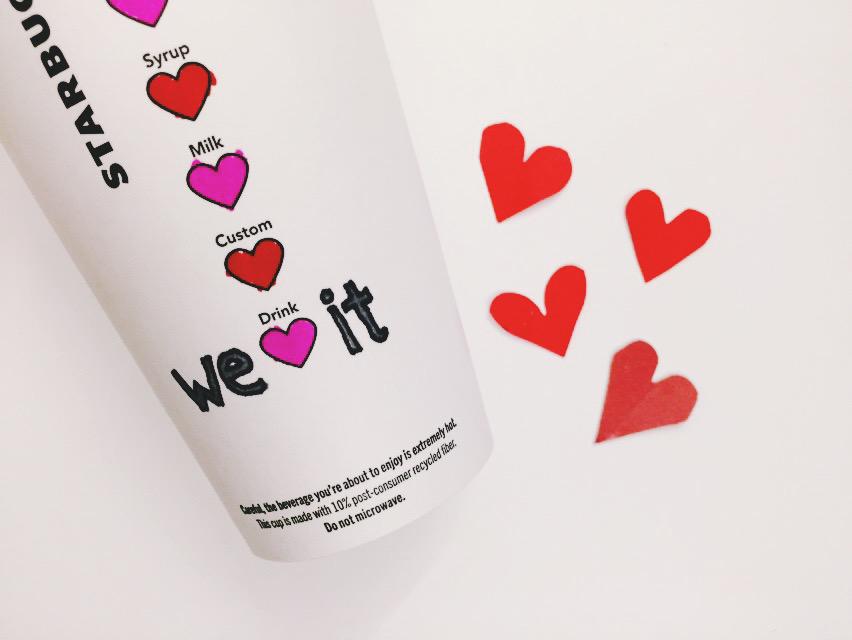 STARBUC
Syrup
Milk
Custom
Drink
we it
Careful, the beverage you're about to enjoy is extremely hot.
This cup is made with 10% post-consumer recycled fiber.
Do not microwave.